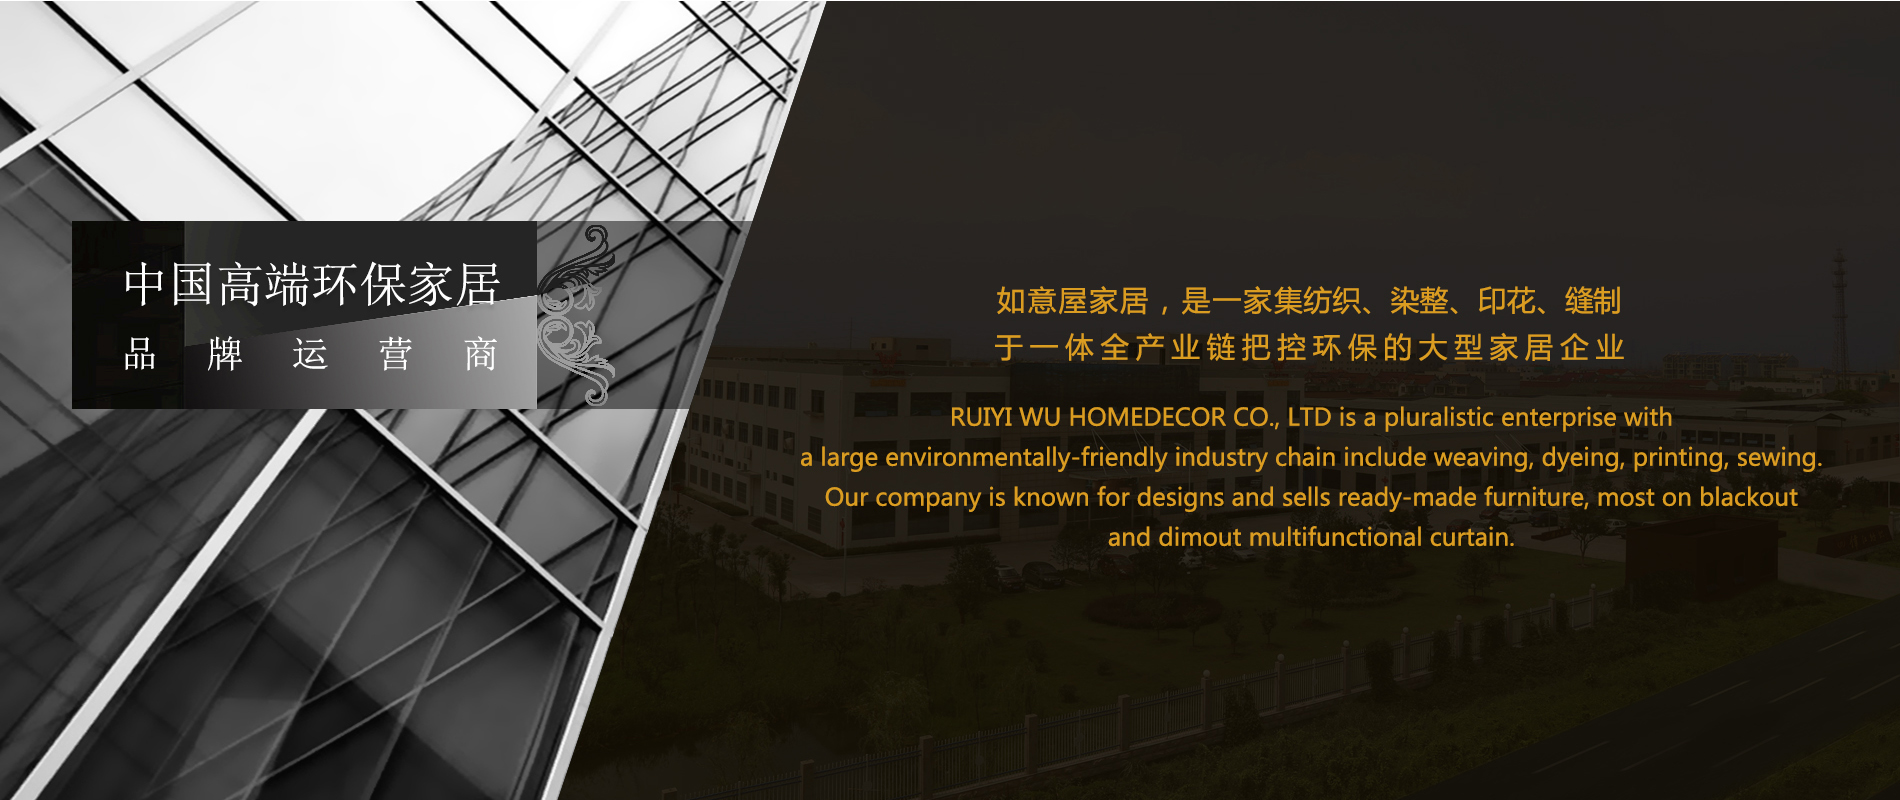 中国高端环保家居
品牌运营商
如意屋家居，是一家集纺织、染整、印花、缝制
于一体全产业链把控环保的大型家居企业
RUIYI WU HOMEDECOR CO., LTD is a pluralistic enterprise with
a large environmentally-friendly industry chain include weaving, dyeing, printing, sewing.
Our company is known for designs and sells ready-made furniture, most on blackout
and dimout multifunctional curtain.